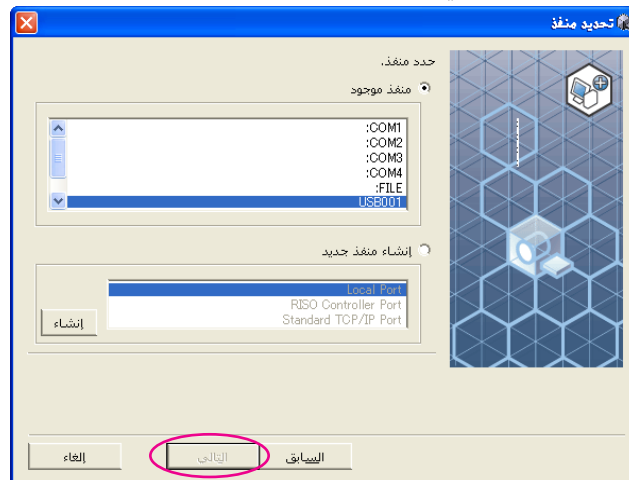 تحديد منفذ
حدد منفذ.
منفذ موجود
:COM1
:COM2
:COM3
:COM4
:FILE
USB001
إنشاء منفذ جديد
Local Port
RISO Controller Port
Standard TCP/IP Port
إنشاء
السابق
التالي
إلغاء